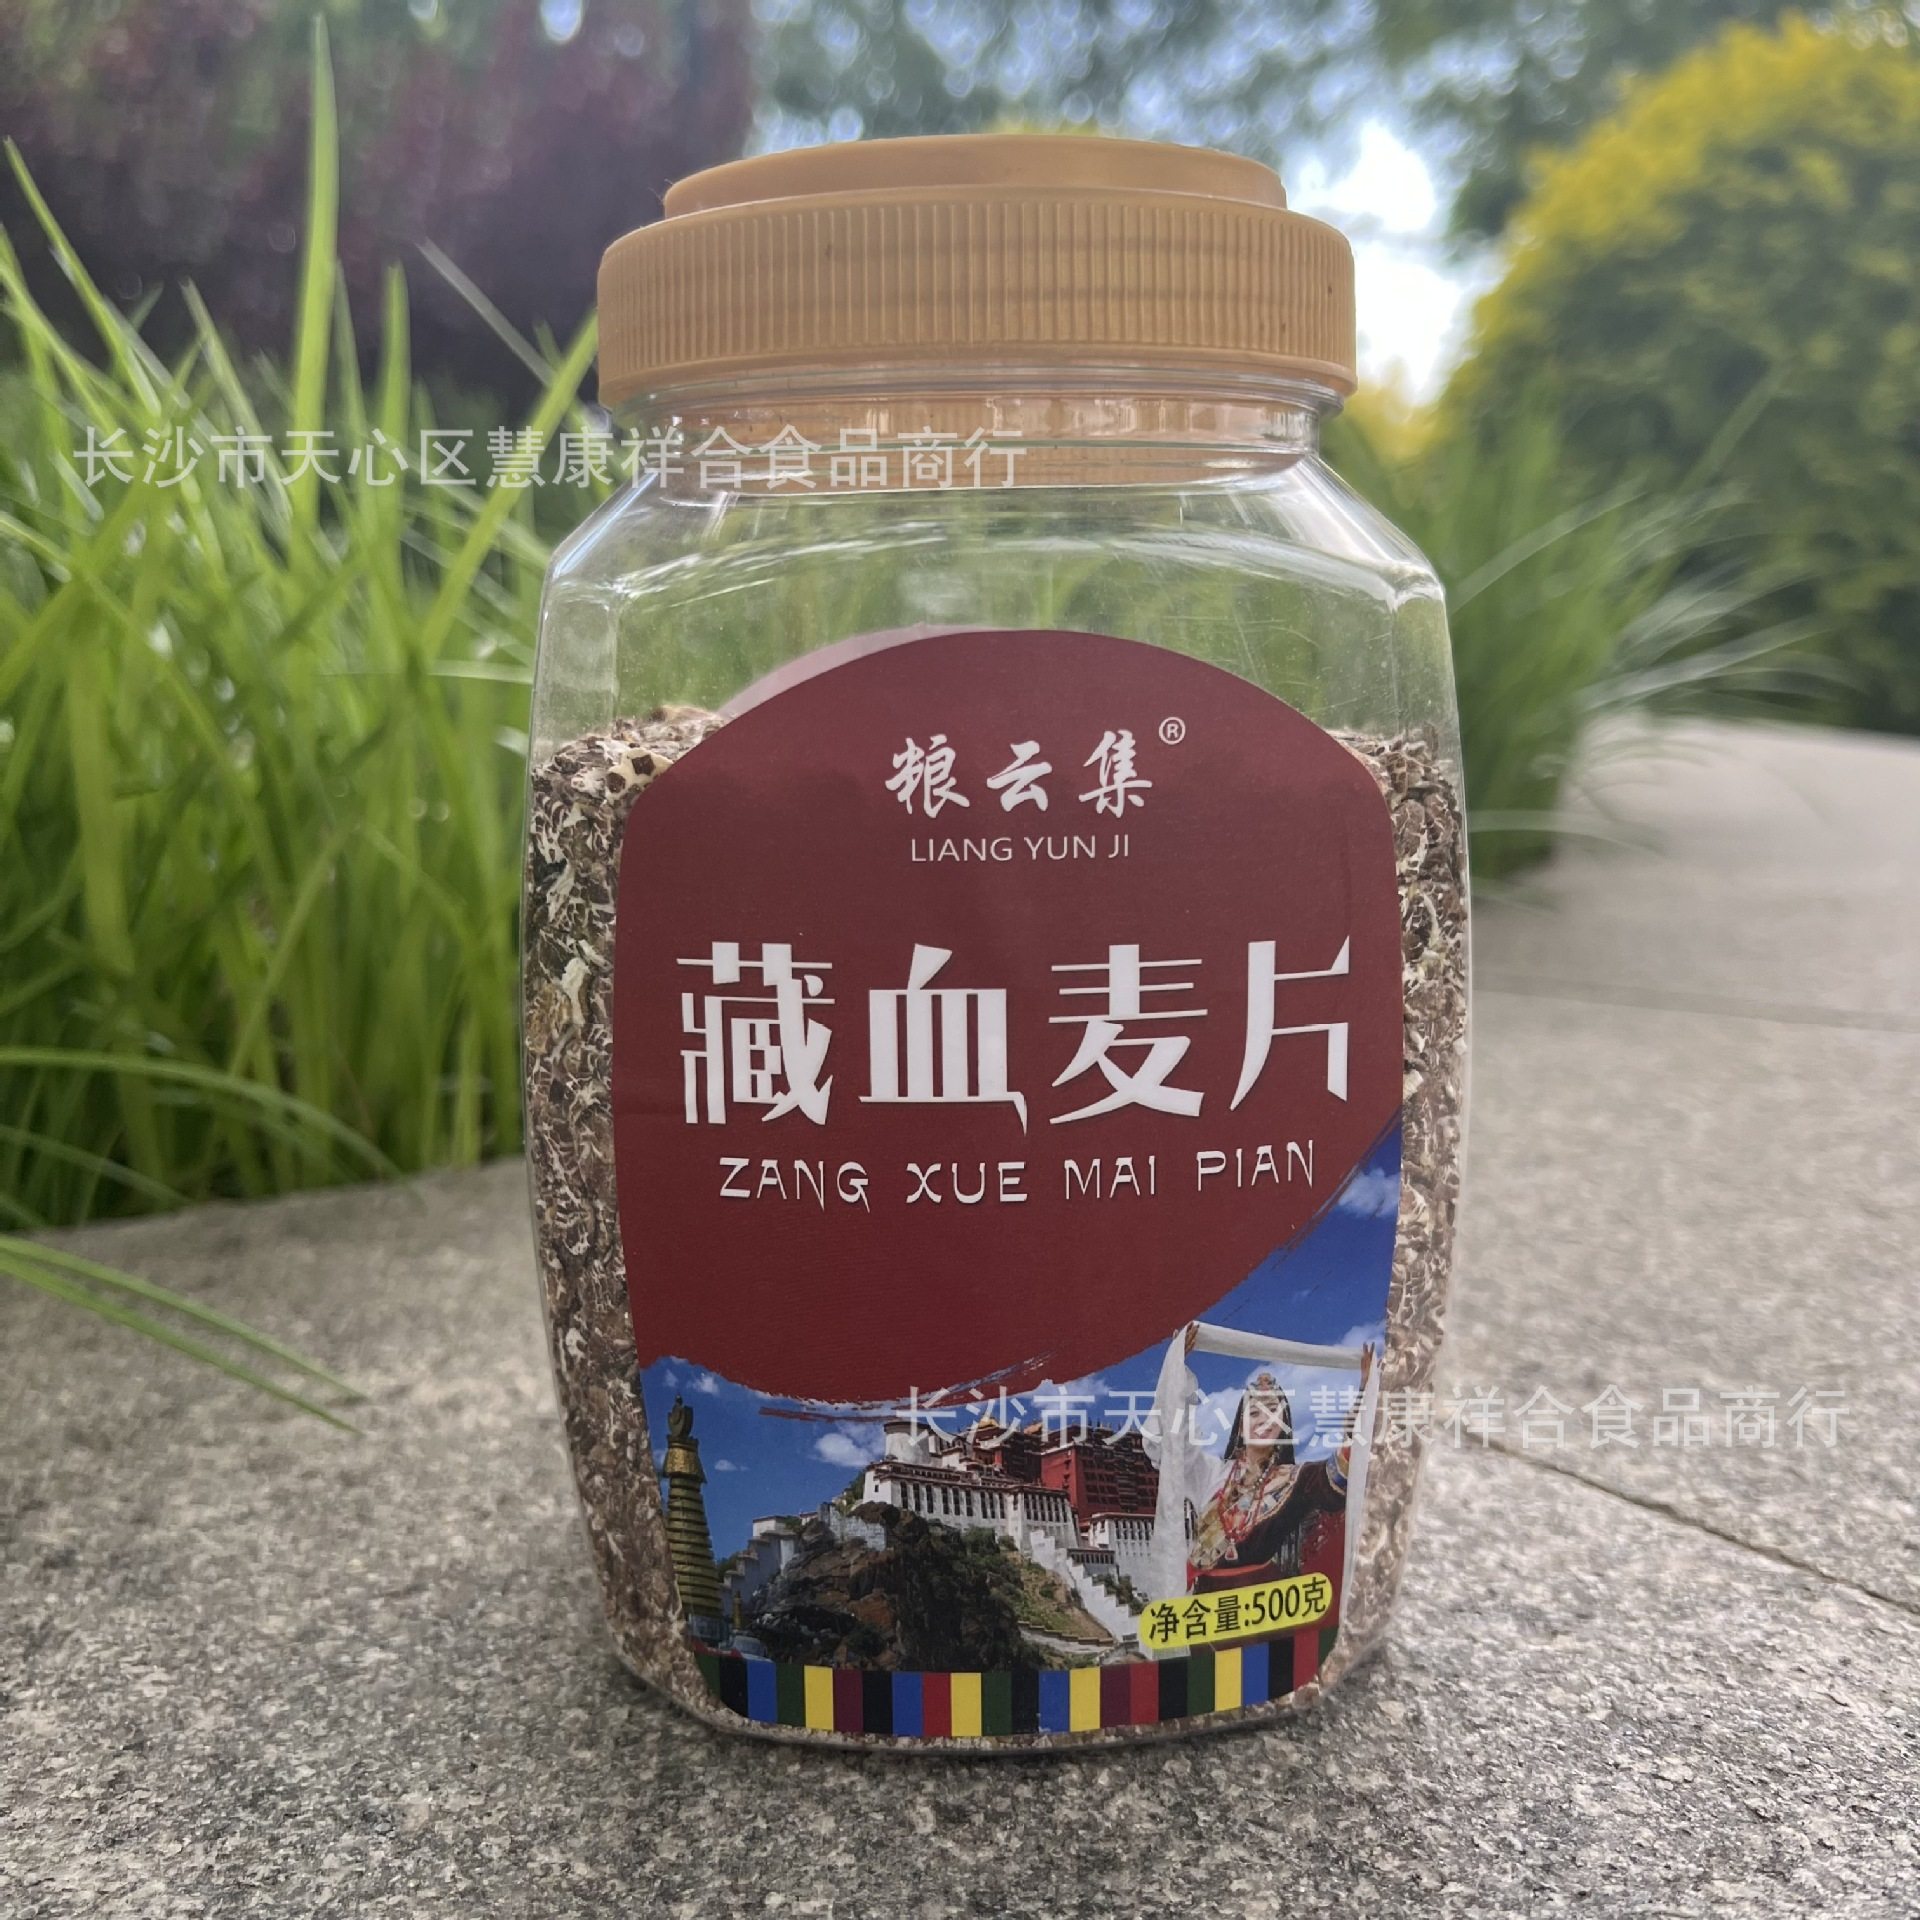 长沙市天心区慧康祥合食品商行
粮云集®
LIANG YUN JI
藏血麦片
ZANG XUE MAI PIAN
长沙市天心区慧康祥合食品商行
净含量:500克